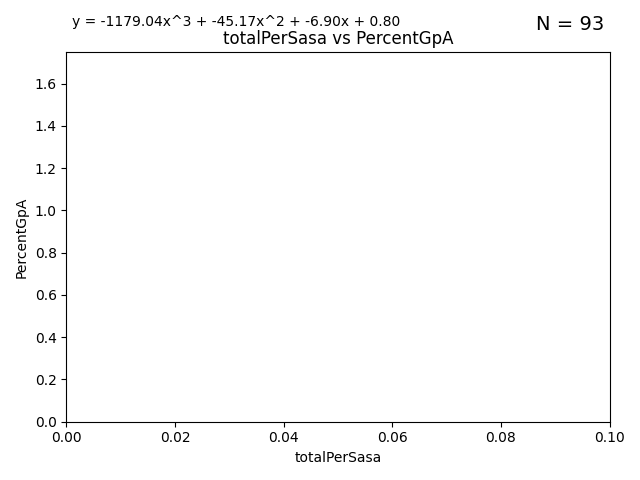 y = -1179.04x^3 + -45.17x^2 + -6.90x + 0.80
N = 93
totalPerSasa vs PercentGpA
1.6
1.4
1.2
1.0
0.8
0.6
0.4
0.2
0.0
PercentGpA
0.00 0.02 0.04 0.06 0.08 0.10
totalPerSasa